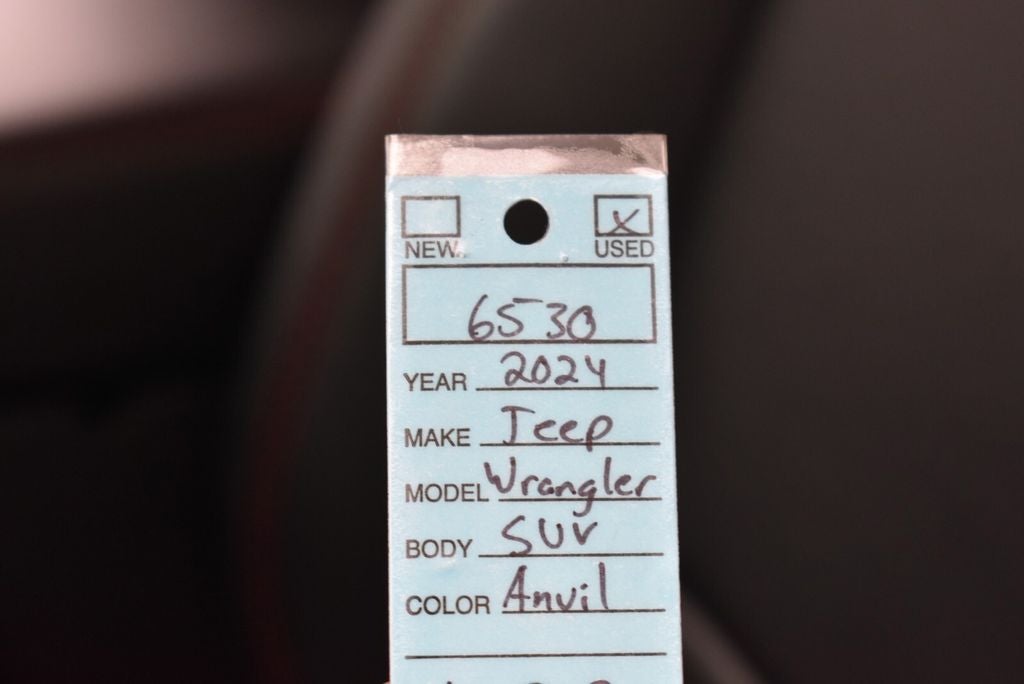 NEW USED
X
6530
YEAR 2024
MAKE Jeep
MODEL Wrangler
BODY SUV
COLOR Anvil